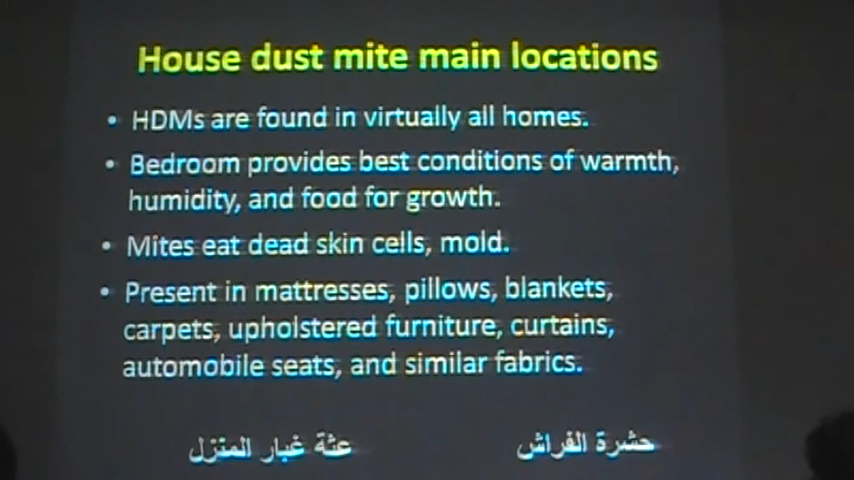 House dust mite main locations
• HDMs are found in virtually all homes.
• Bedroom provides best conditions of warmth,
humidity, and food for growth.
• Mites eat dead skin cells, mold.
• Present in mattresses, pillows, blankets,
carpets, upholstered furniture, curtains,
automobile seats, and similar fabrics.
حشرة الفراش عثة غبار المنزل